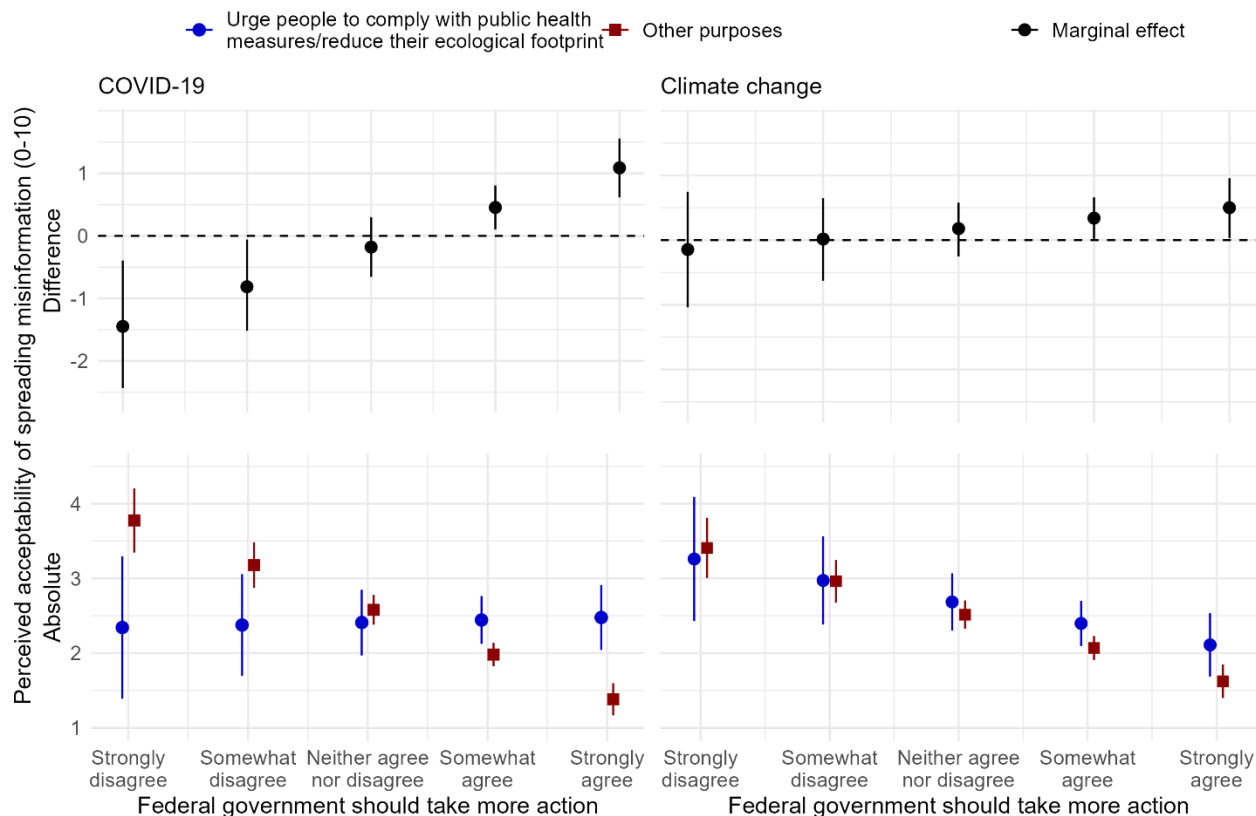 Urge people to comply with public health
measures/reduce their ecological footprint
Other purposes
Marginal effect
COVID-19
Climate change
Perceived acceptability of spreading misinformation (0-10)
Difference
Absolute
1
0
-1
-2
4
3
2
1
Strongly
disagree
Somewhat
disagree
Neither agree
nor disagree
Somewhat
agree
Strongly
agree
Strongly
disagree
Somewhat
disagree
Neither agree
nor disagree
Somewhat
agree
Strongly
agree
Federal government should take more action
Federal government should take more action